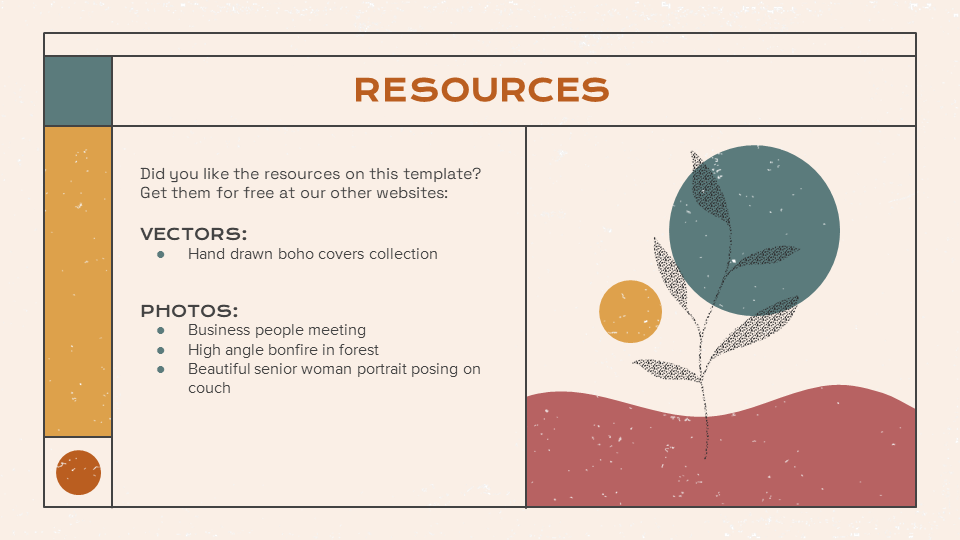 RESOURCES
Did you like the resources on this template?
Get them for free at our other websites:
VECTORS:
● Hand drawn boho covers collection
PHOTOS:
● Business people meeting
● High angle bonfire in forest
● Beautiful senior woman portrait posing on
couch